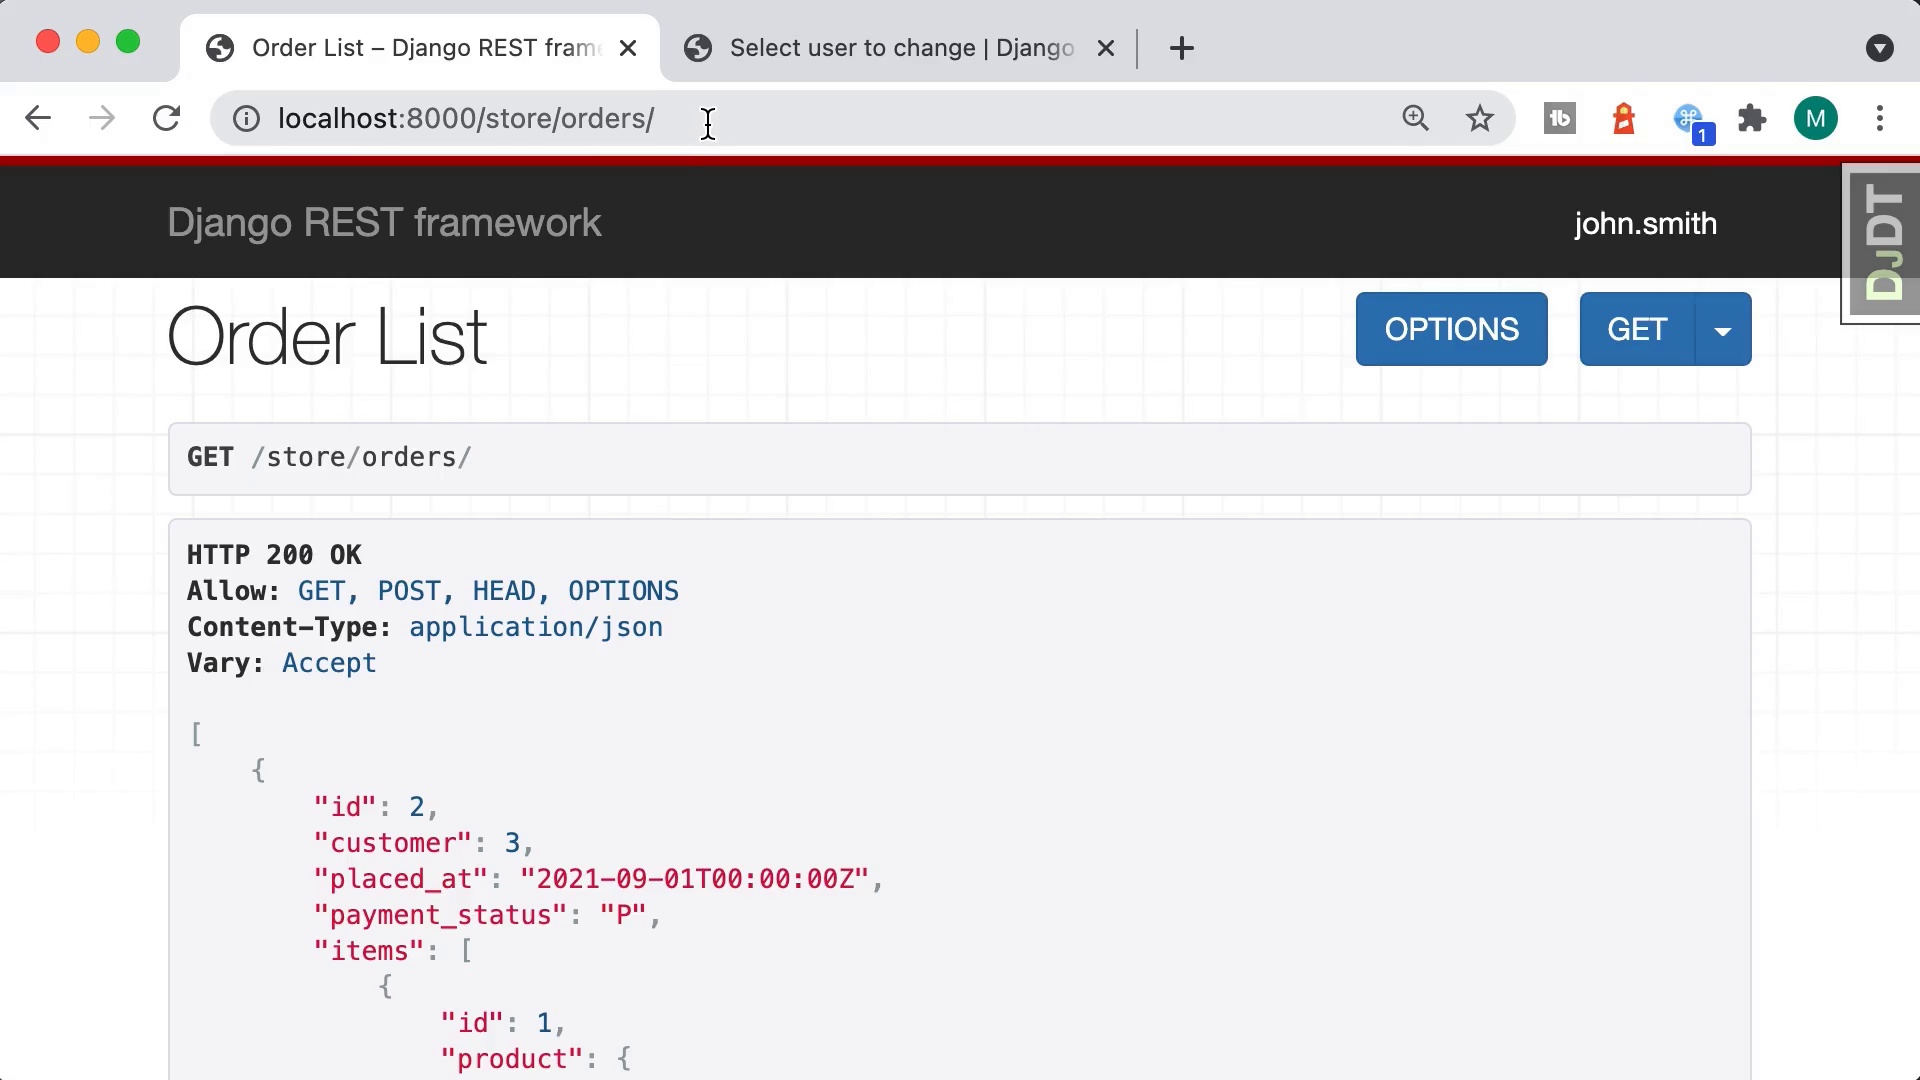 Order List – Django REST frame
Select user to change | Django
localhost:8000/store/orders/
1
M
Django REST framework
john.smith
DJDT
Order List
OPTIONS
GET
GET /store/orders/
HTTP 200 OK
Allow: GET, POST, HEAD, OPTIONS
Content-Type: application/json
Vary: Accept
[
{
"id": 2,
"customer": 3,
"placed_at": "2021-09-01T00:00:00Z",
"payment_status": "P",
"items": [
{
"id": 1,
"product": {